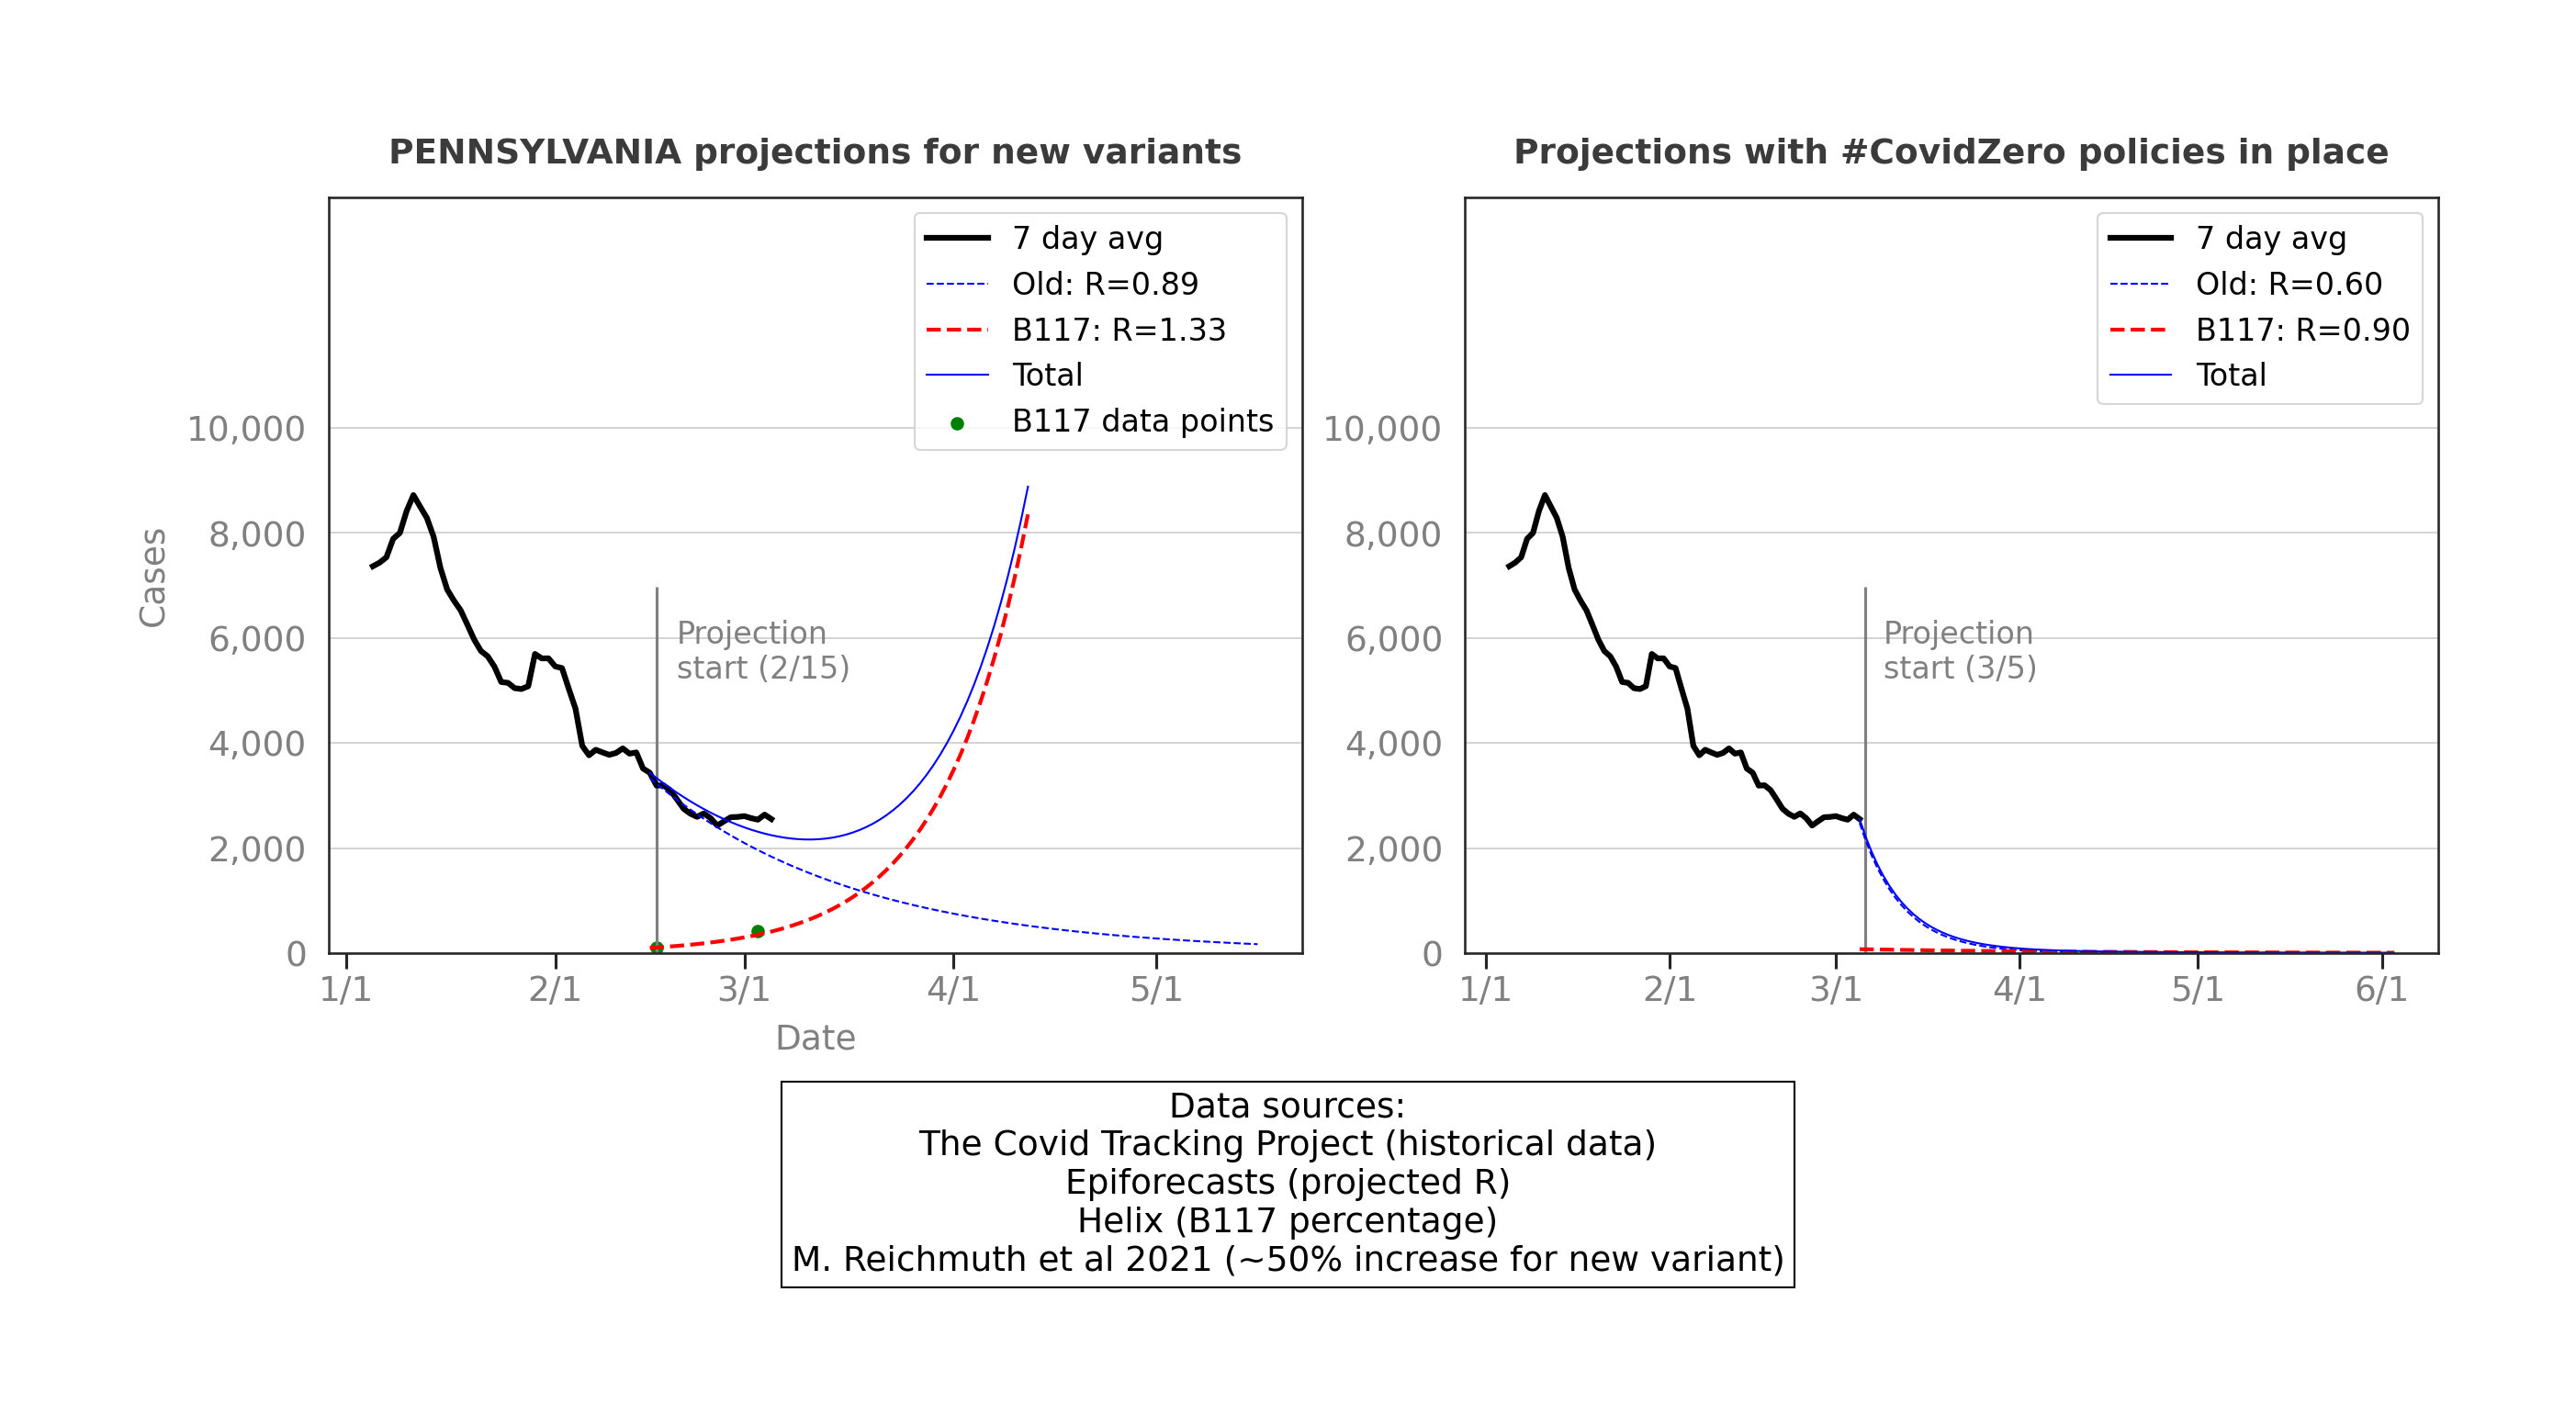 PENNSYLVANIA projections for new variants
7 day avg
Old: R=0.89
B117: R=1.33
Total
B117 data points
10,000
8,000
6,000
4,000
2,000
0
Cases
Projection
start (2/15)
1/1
2/1
3/1
4/1
5/1
Date
Projections with #CovidZero policies in place
7 day avg
Old: R=0.60
B117: R=0.90
Total
10,000
8,000
6,000
4,000
2,000
0
Projection
start (3/5)
1/1
2/1
3/1
4/1
5/1
6/1
Data sources:
The Covid Tracking Project (historical data)
Epiforecasts (projected R)
Helix (B117 percentage)
M. Reichmuth et al 2021 (~50% increase for new variant)